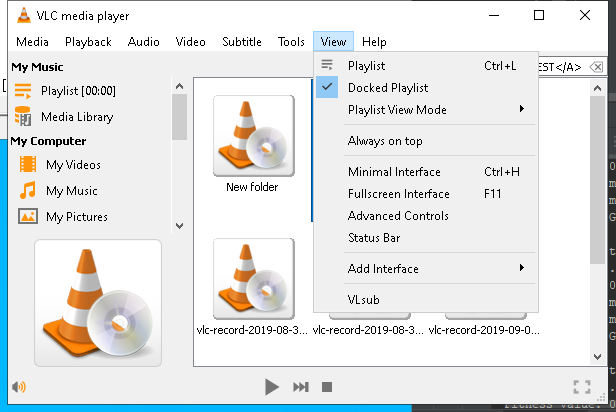 VLC media player
Media Playback Audio Video Subtitle Tools View Help
My Music
Playlist [00:00]
Media Library
My Computer
My Videos
My Music
My Pictures
New folder
vlc-record-2019-08-3... vlc-record-2019-08-3... vlc-record-2019-09-0...
EST</A>
Playlist Ctrl+L
Docked Playlist
Playlist View Mode
Always on top
Minimal Interface Ctrl+H
Fullscreen Interface F11
Advanced Controls
Status Bar
Add Interface
VLsub